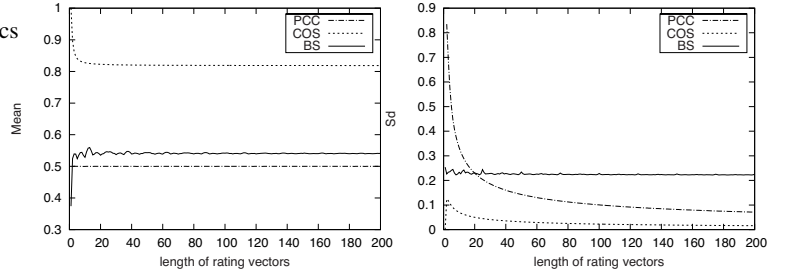 cs
1
0.9
0.8
0.7
0.6
0.5
0.4
0.3
Mean
PCC
COS
BS
0 20 40 60 80 100 120 140 160 180 200
length of rating vectors
0.9
0.8
0.7
0.6
0.5
0.4
0.3
0.2
0.1
0
Sd
PCC
COS
BS
0 20 40 60 80 100 120 140 160 180 200
length of rating vectors